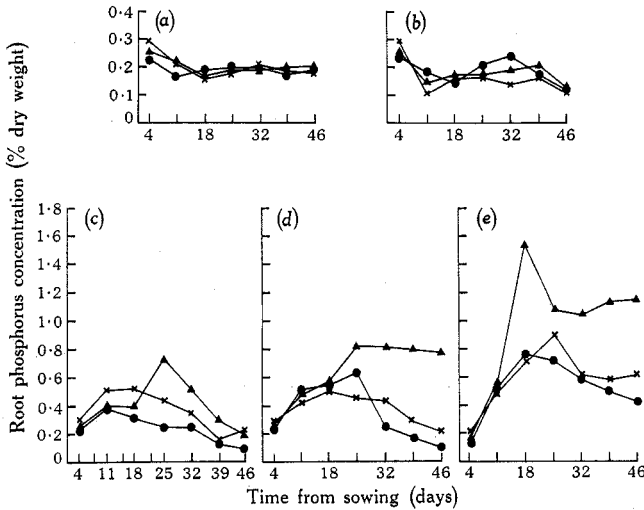 (a) (b)
0·4
0·3
0·2
0·1
0
4 18 32 46 4 18 32 46
Root phosphorus concentration (% dry weight)
(c) (d) (e)
1·8
1·6
1·4
1·2
1·0
0·8
0·6
0·4
0·2
0
4 11 18 25 32 39 46 4 18 32 46 4 18 32 46
Time from sowing (days)